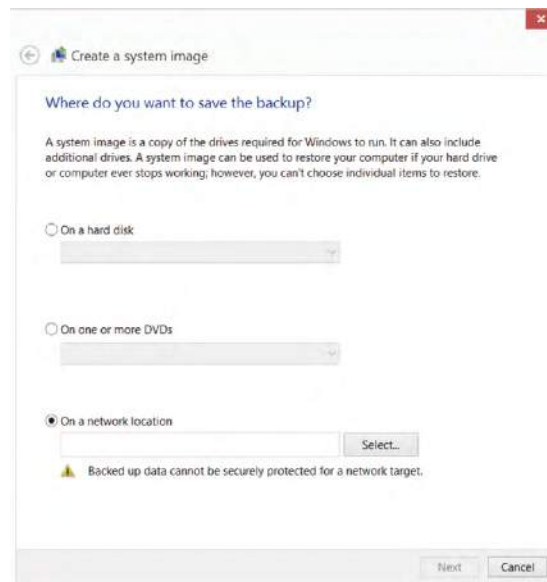 Create a system image
Where do you want to save the backup?
A system image is a copy of the drives required for Windows to run. It can also include
additional drives. A system image can be used to restore your computer if your hard drive
or computer ever stops working; however, you can't choose individual items to restore.
On a hard disk
On one or more DVDs
On a network location
Select...
Backed up data cannot be securely protected for a network target.
Next Cancel